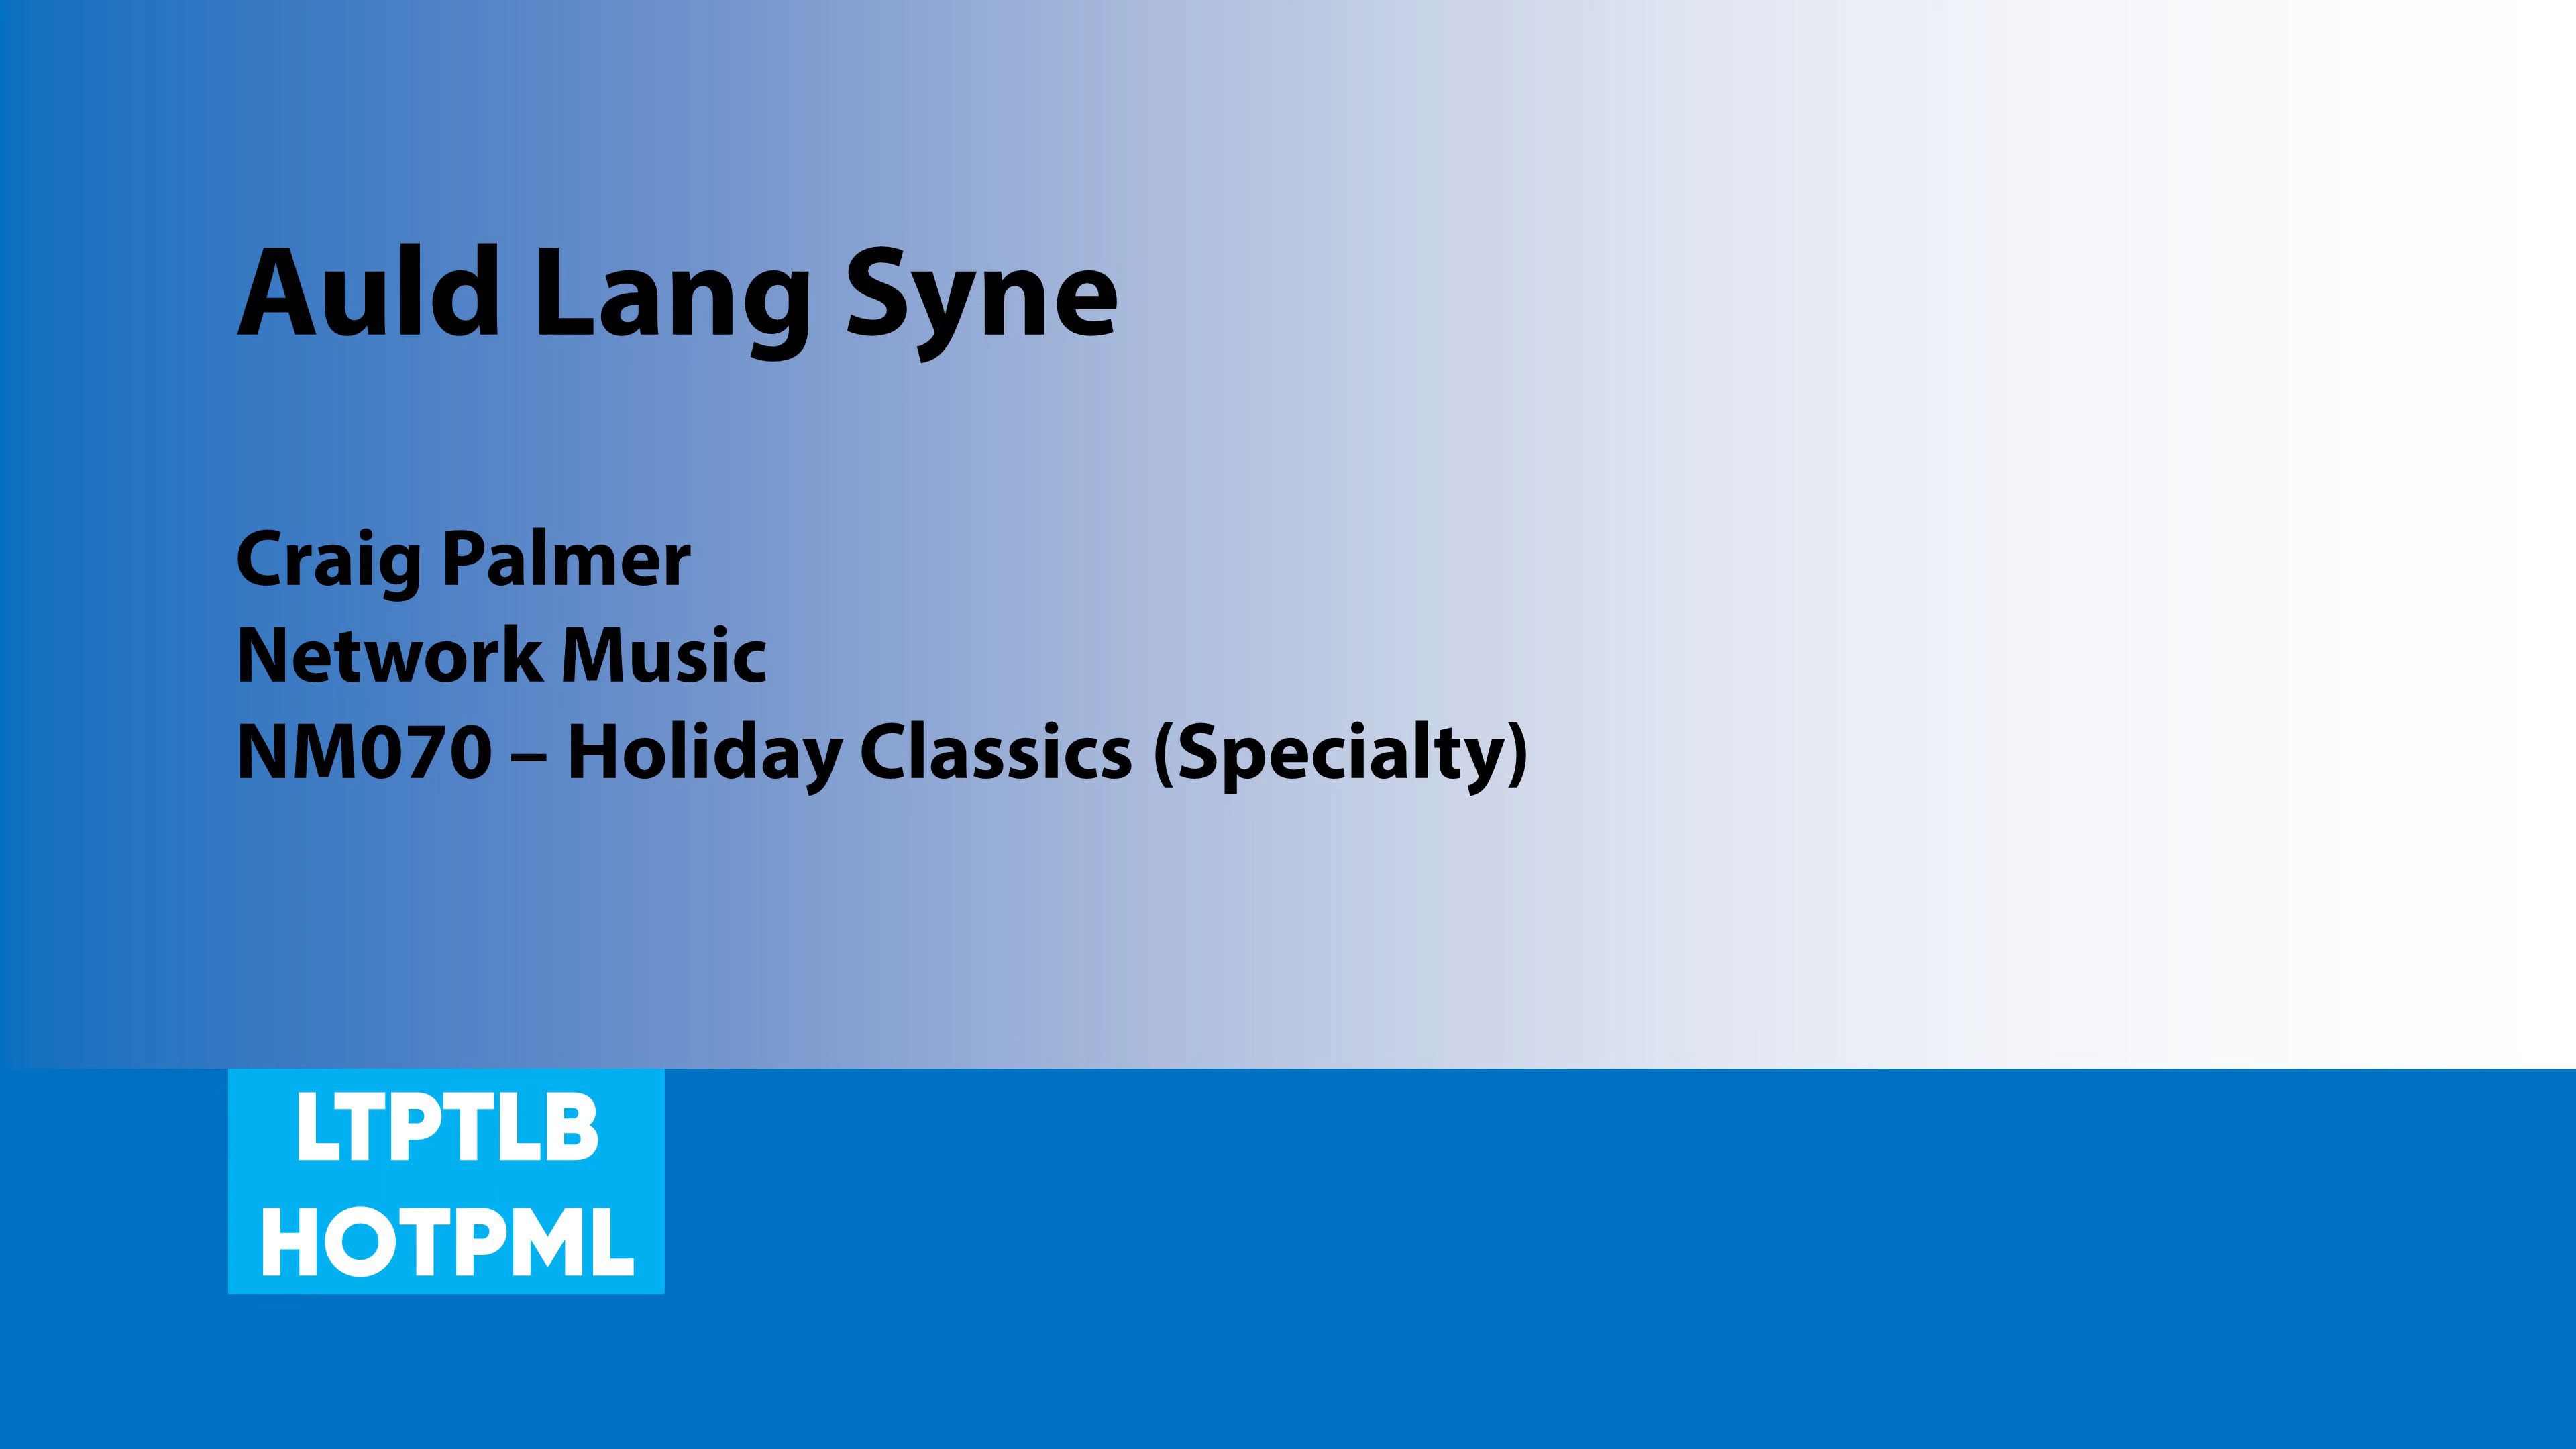 Auld Lang Syne
Craig Palmer
Network Music
NM070 – Holiday Classics (Specialty)
LTPTLB
HOTPML